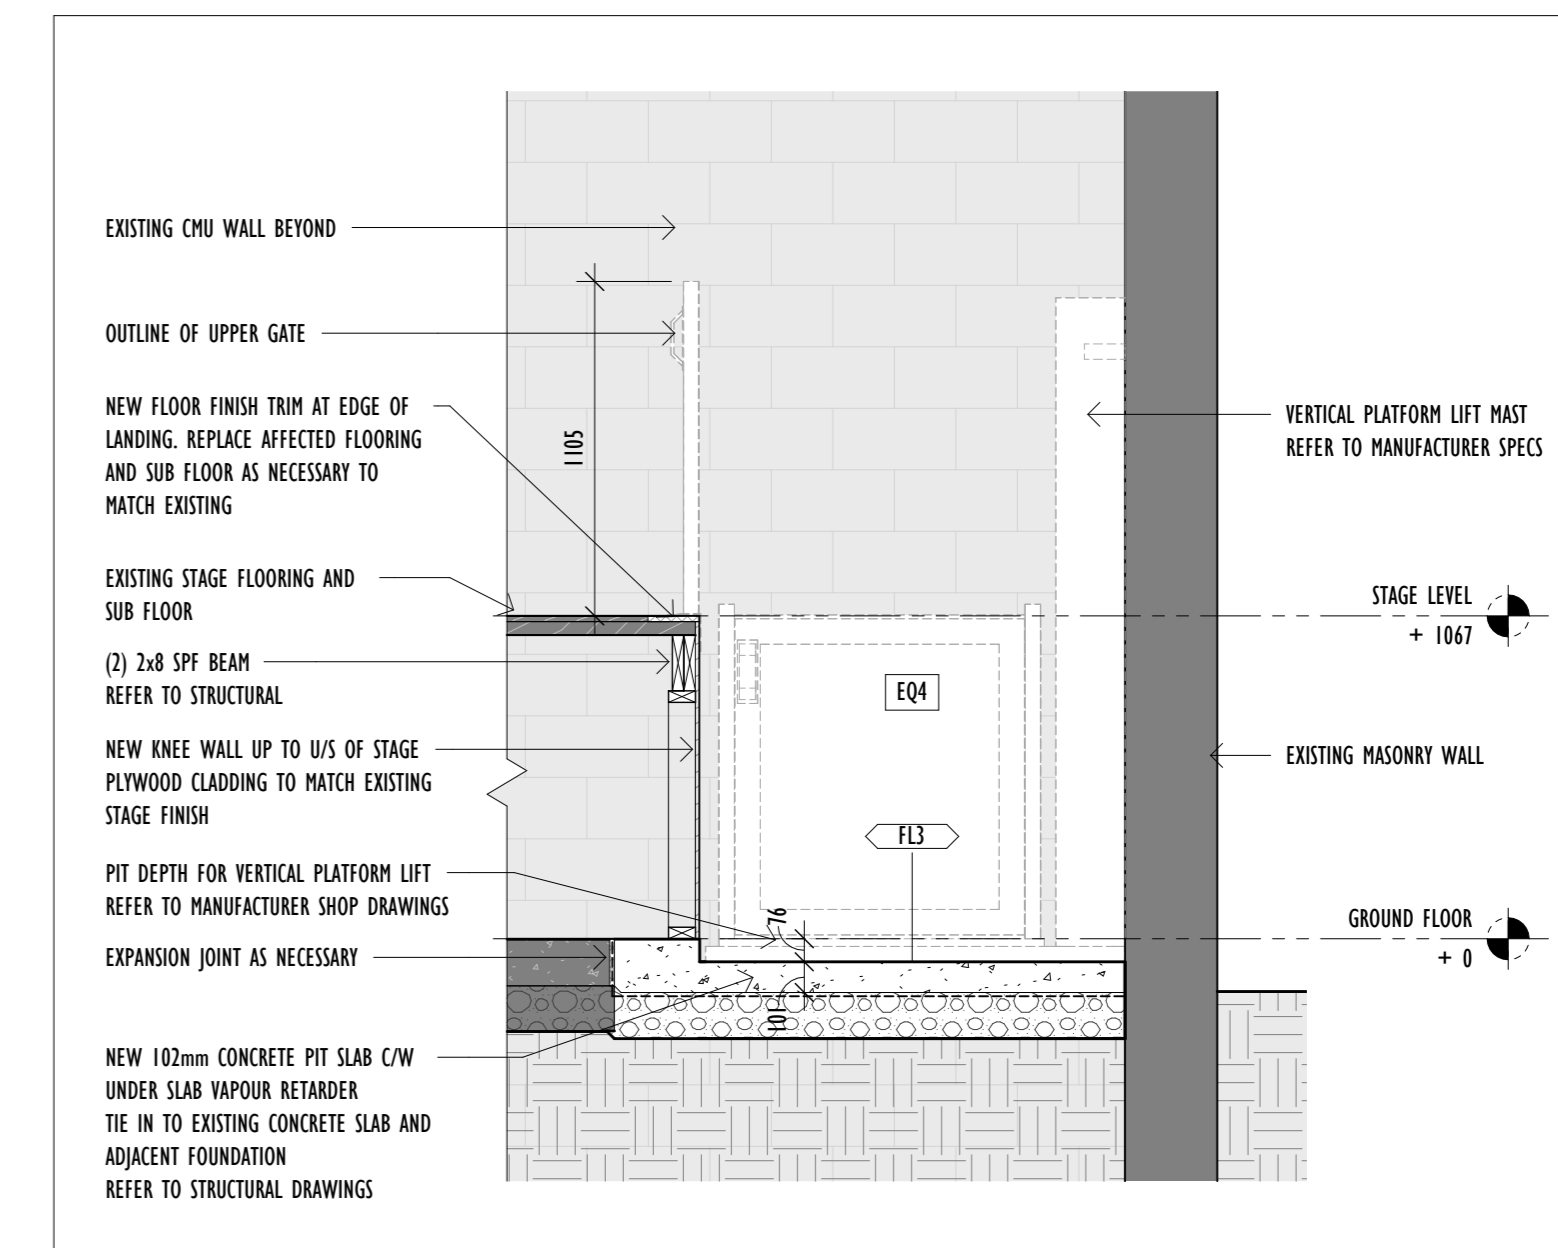 EXISTING CMU WALL BEYOND
OUTLINE OF UPPER GATE
NEW FLOOR FINISH TRIM AT EDGE OF
LANDING. REPLACE AFFECTED FLOORING
AND SUB FLOOR AS NECESSARY TO
MATCH EXISTING
EXISTING STAGE FLOORING AND
SUB FLOOR
(2) 2x8 SPF BEAM
REFER TO STRUCTURAL
NEW KNEE WALL UP TO U/S OF STAGE
PLYWOOD CLADDING TO MATCH EXISTING
STAGE FINISH
PIT DEPTH FOR VERTICAL PLATFORM LIFT
REFER TO MANUFACTURER SHOP DRAWINGS
EXPANSION JOINT AS NECESSARY
NEW 102mm CONCRETE PIT SLAB C/W
UNDER SLAB VAPOUR RETARDER
TIE IN TO EXISTING CONCRETE SLAB AND
ADJACENT FOUNDATION
REFER TO STRUCTURAL DRAWINGS
1105
EQ4
FL3
76
101
VERTICAL PLATFORM LIFT MAST
REFER TO MANUFACTURER SPECS
STAGE LEVEL
+ 1067
EXISTING MASONRY WALL
GROUND FLOOR
+ 0